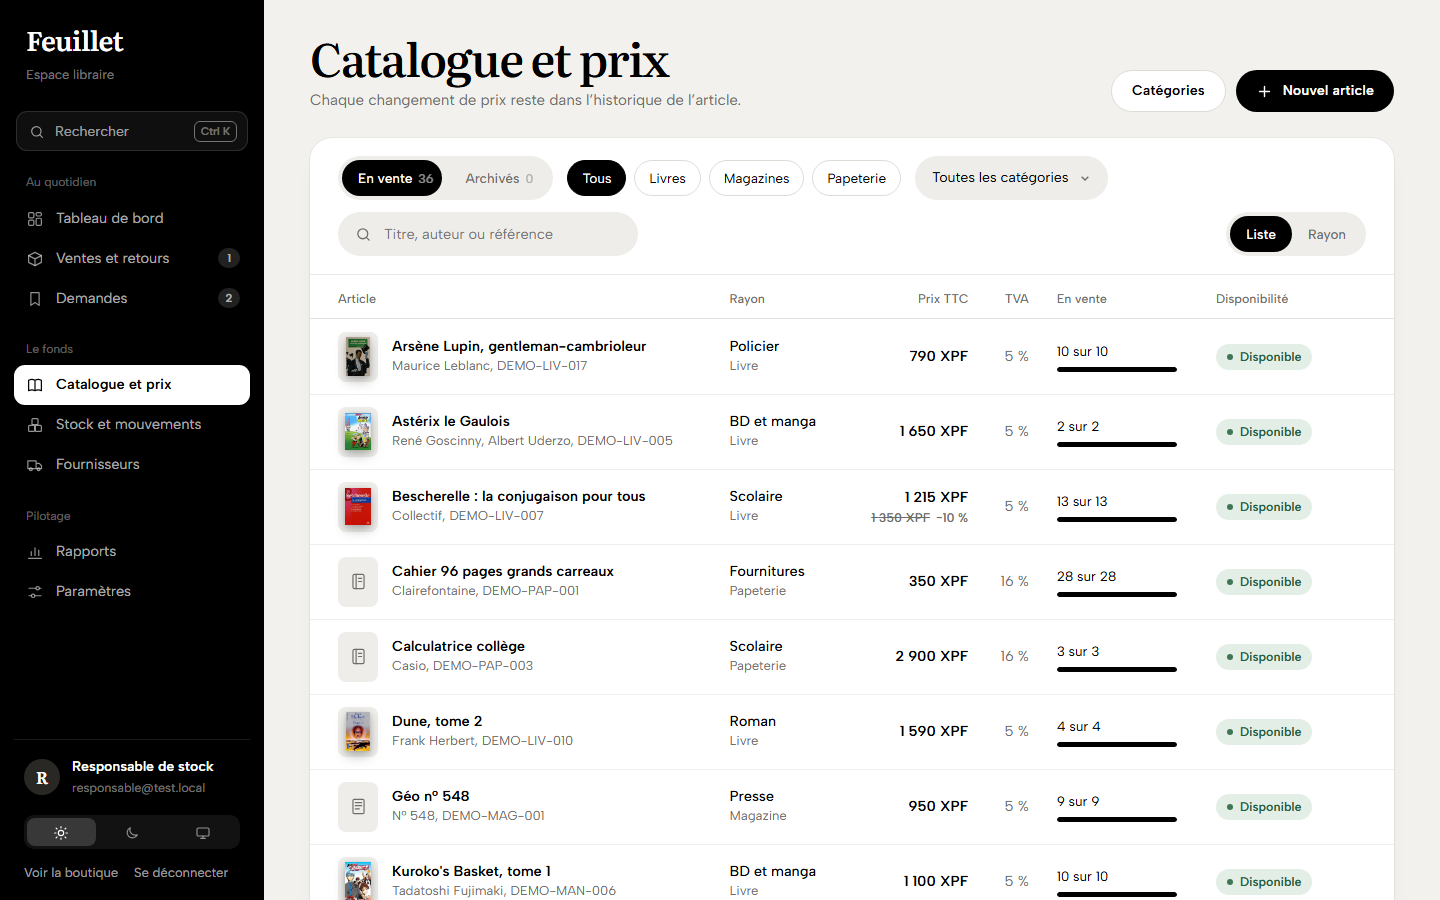 Feuillet
Espace libraire
Rechercher Ctrl K
Au quotidien
Tableau de bord
Ventes et retours 1
Demandes 2
Le fonds
Catalogue et prix
Stock et mouvements
Fournisseurs
Pilotage
Rapports
Paramètres
R
Responsable de stock
responsable@test.local
Voir la boutique Se déconnecter
Catalogue et prix
Chaque changement de prix reste dans l'historique de l'article.
Catégories
+ Nouvel article
En vente 36 Archivés 0 Tous Livres Magazines Papeterie Toutes les catégories
Titre, auteur ou référence
Liste Rayon
Article Rayon Prix TTC TVA En vente Disponibilité
Arsène Lupin, gentleman-cambrioleur
Maurice Leblanc, DEMO-LIV-017
Policier
Livre
790 XPF
5 %
10 sur 10
Disponible
Astérix le Gaulois
René Goscinny, Albert Uderzo, DEMO-LIV-005
BD et manga
Livre
1 650 XPF
5 %
2 sur 2
Disponible
Bescherelle : la conjugaison pour tous
Collectif, DEMO-LIV-007
Scolaire
Livre
1 215 XPF
1 350 XPF -10 %
5 %
13 sur 13
Disponible
Cahier 96 pages grands carreaux
Clairefontaine, DEMO-PAP-001
Fournitures
Papeterie
350 XPF
16 %
28 sur 28
Disponible
Calculatrice collège
Casio, DEMO-PAP-003
Scolaire
Papeterie
2 900 XPF
16 %
3 sur 3
Disponible
Dune, tome 2
Frank Herbert, DEMO-LIV-010
Roman
Livre
1 590 XPF
5 %
4 sur 4
Disponible
Géo nº 548
Nº 548, DEMO-MAG-001
Presse
Magazine
950 XPF
5 %
9 sur 9
Disponible
Kuroko's Basket, tome 1
Tadatoshi Fujimaki, DEMO-MAN-006
BD et manga
Livre
1 100 XPF
5 %
10 sur 10
Disponible